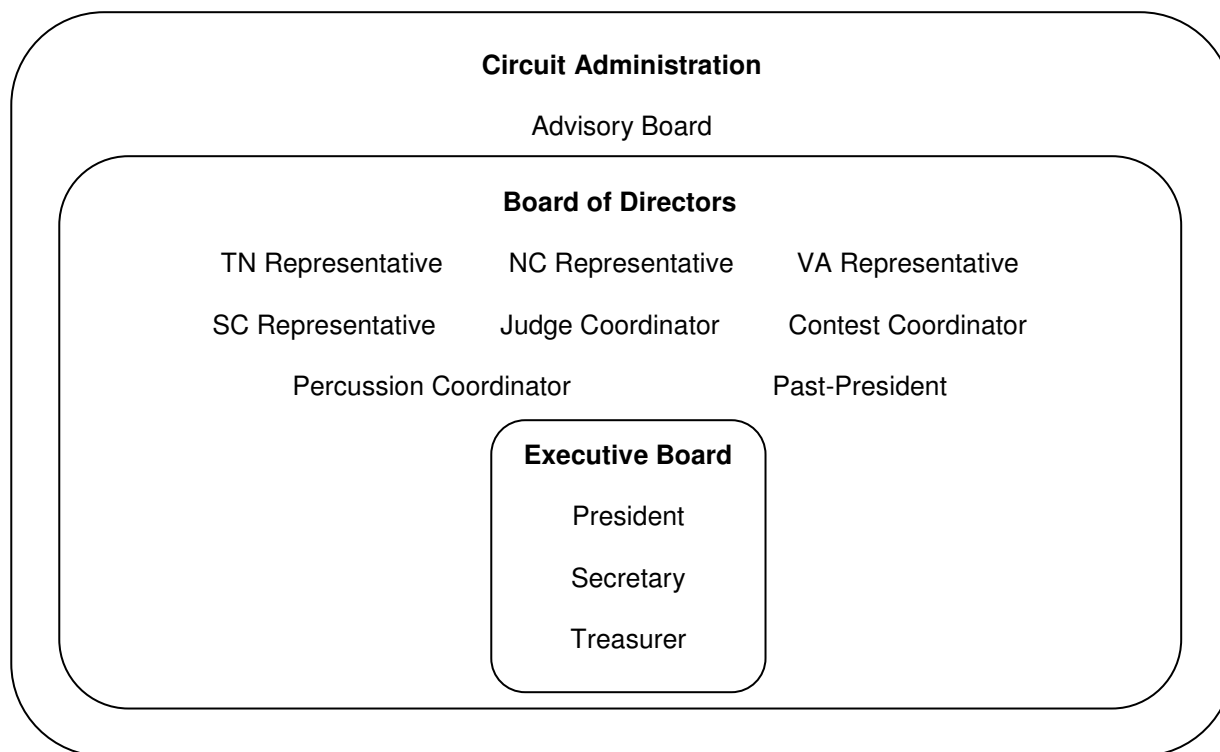 Circuit Administration
Advisory Board
Board of Directors
TN Representative NC Representative VA Representative
SC Representative Judge Coordinator Contest Coordinator
Percussion Coordinator Past-President
Executive Board
President
Secretary
Treasurer